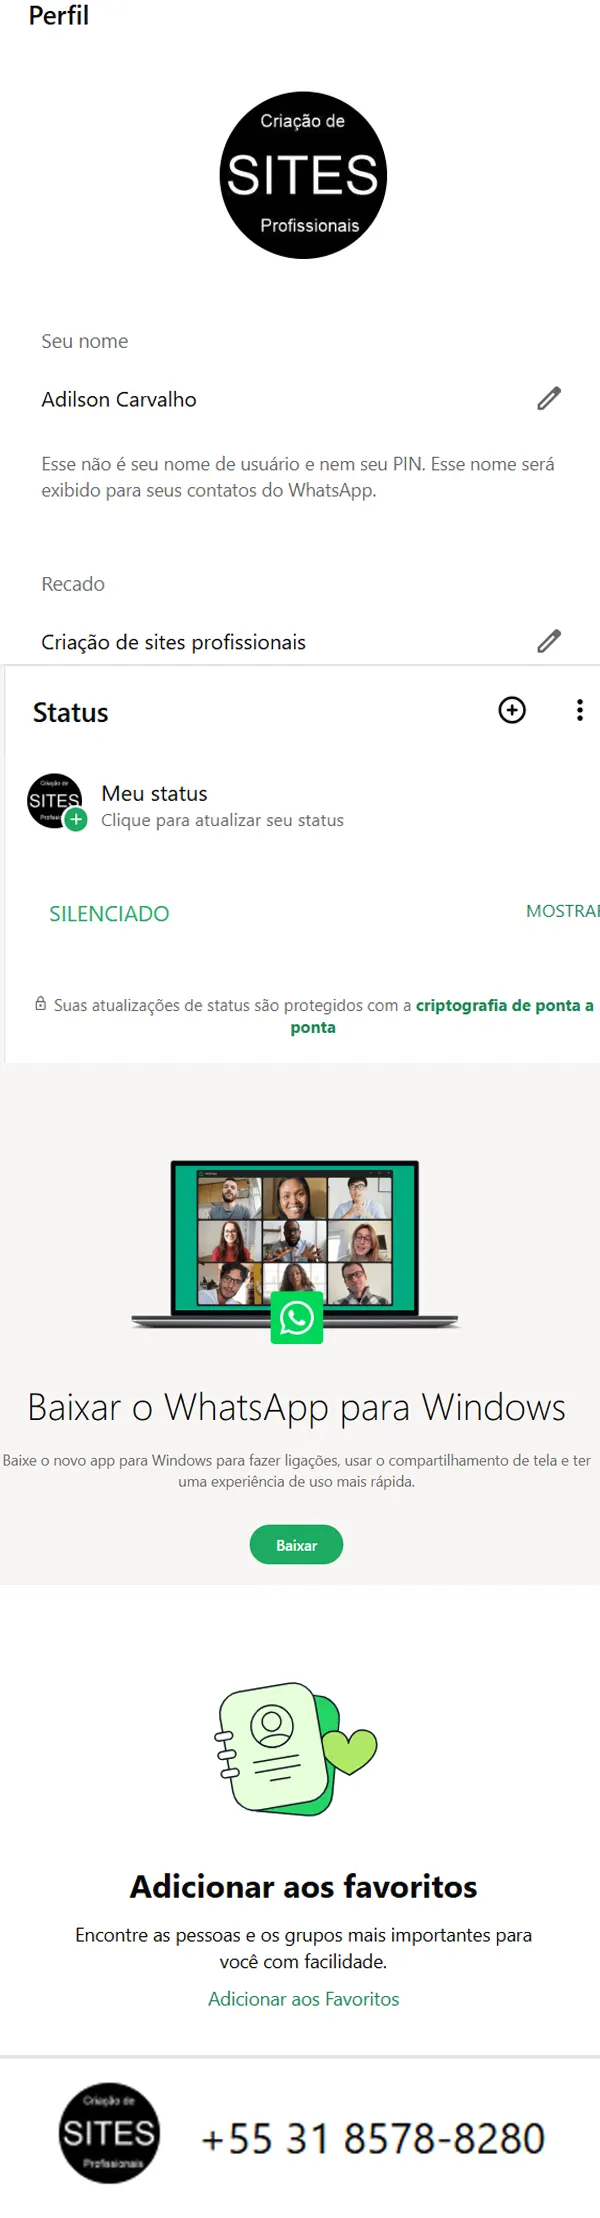 Perfil
Criação de
SITES
Profissionais
Seu nome
Adilson Carvalho
Esse não é seu nome de usuário e nem seu PIN. Esse nome será
exibido para seus contatos do WhatsApp.
Recado
Criação de sites profissionais
Status
Criação de
SITES
Meu status
Clique para atualizar seu status
SILENCIADO
MOSTRAR
Suas atualizações de status são protegidos com a criptografia de ponta a
ponta
Baixar o WhatsApp para Windows
Baixe o novo app para Windows para fazer ligações, usar o compartilhamento de tela e ter
uma experiência de uso mais rápida.
Baixar
Adicionar aos favoritos
Encontre as pessoas e os grupos mais importantes para
você com facilidade.
Adicionar aos Favoritos
Criação de
SITES
Profissionais
+55 31 8578-8280